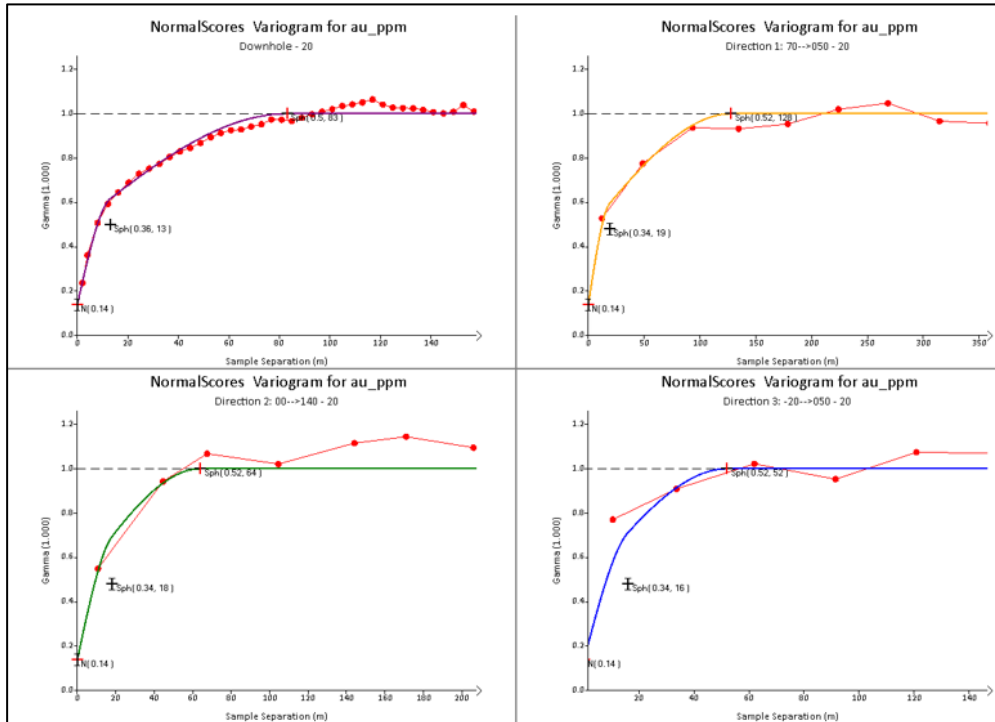 NormalScores Variogram for au_ppm
Downhole - 20
1.2
1.0
0.8
0.6
0.4
0.2
0.0
Gamma (1.000)
Sph( 0.5, 83 )
Sph( 0.36, 13 )
N( 0.14 )
0 20 40 60 80 100 120 140
Sample Separation (m)
NormalScores Variogram for au_ppm
Direction 1: 70-->050 - 20
1.2
1.0
0.8
0.6
0.4
0.2
0.0
Gamma (1.000)
Sph( 0.52, 128 )
Sph( 0.34, 19 )
N( 0.14 )
0 50 100 150 200 250 300 350
Sample Separation (m)
NormalScores Variogram for au_ppm
Direction 2: 00-->140 - 20
1.2
1.0
0.8
0.6
0.4
0.2
0.0
Gamma (1.000)
Sph( 0.52, 64 )
Sph( 0.34, 18 )
N( 0.14 )
0 20 40 60 80 100 120 140 160 180 200
Sample Separation (m)
NormalScores Variogram for au_ppm
Direction 3: -20-->050 - 20
1.2
1.0
0.8
0.6
0.4
0.2
0.0
Gamma (1.000)
Sph( 0.52, 52 )
Sph( 0.34, 16 )
N( 0.14 )
0 20 40 60 80 100 120 140
Sample Separation (m)